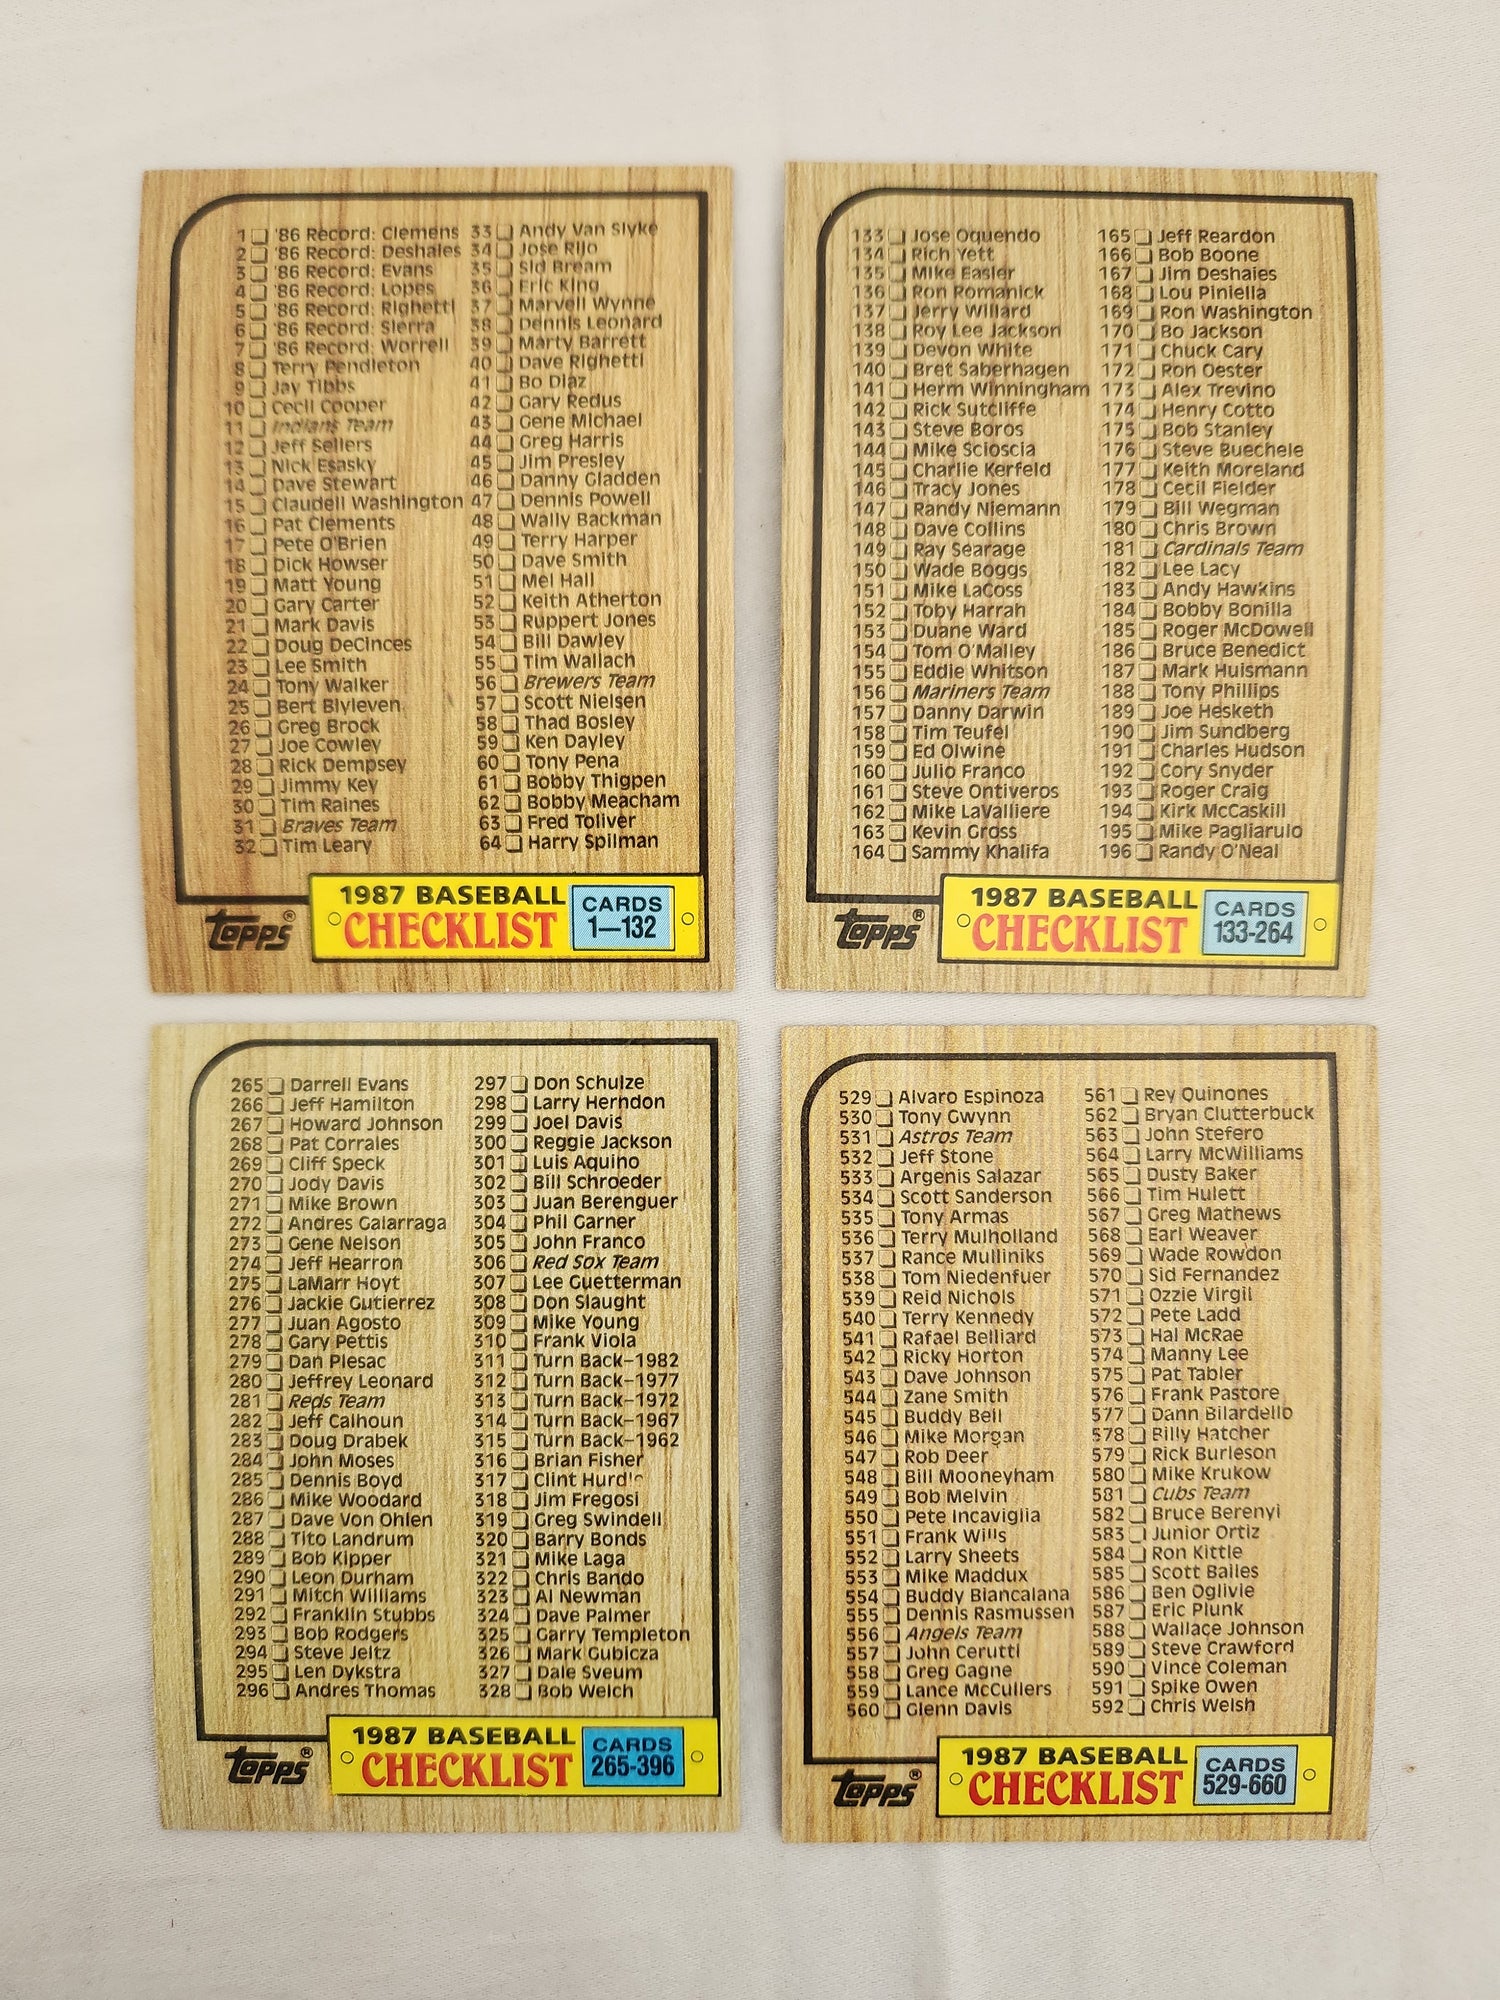 1 '86 Record: Clemens
2 '86 Record: Deshaies
3 '86 Record: Evans
4 '86 Record: Lopes
5 '86 Record: Righetti
6 '86 Record: Sierra
7 '86 Record: Worrell
8 Terry Pendleton
9 Jay Tibbs
10 Cecil Cooper
11 Indians Team
12 Jeff Sellers
13 Nick Esasky
14 Dave Stewart
15 Claudell Washington
16 Pat Clements
17 Pete O'Brien
18 Dick Howser
19 Matt Young
20 Gary Carter
21 Mark Davis
22 Doug DeCinces
23 Lee Smith
24 Tony Walker
25 Bert Blyleven
26 Greg Brock
27 Joe Cowley
28 Rick Dempsey
29 Jimmy Key
30 Tim Raines
31 Braves Team
32 Tim Leary
33 Andy Van Slyke
34 Jose Rijo
35 Sid Bream
36 Eric King
37 Marvell Wynne
38 Dennis Leonard
39 Marty Barrett
40 Dave Righetti
41 Bo Diaz
42 Gary Redus
43 Gene Michael
44 Greg Harris
45 Jim Presley
46 Danny Gladden
47 Dennis Powell
48 Wally Backman
49 Terry Harper
50 Dave Smith
51 Mel Hall
52 Keith Atherton
53 Ruppert Jones
54 Bill Dawley
55 Tim Wallach
56 Brewers Team
57 Scott Nielsen
58 Thad Bosley
59 Ken Dayley
60 Tony Pena
61 Bobby Thigpen
62 Bobby Meacham
63 Fred Toliver
64 Harry Spilman
Topps®
1987 BASEBALL
CHECKLIST
CARDS
1—132
133 Jose Oquendo
134 Rich Yett
135 Mike Easler
136 Ron Romanick
137 Jerry Willard
138 Roy Lee Jackson
139 Devon White
140 Bret Saberhagen
141 Herm Winningham
142 Rick Sutcliffe
143 Steve Boros
144 Mike Scioscia
145 Charlie Kerfeld
146 Tracy Jones
147 Randy Niemann
148 Dave Collins
149 Ray Searage
150 Wade Boggs
151 Mike LaCoss
152 Toby Harrah
153 Duane Ward
154 Tom O'Malley
155 Eddie Whitson
156 Mariners Team
157 Danny Darwin
158 Tim Teufel
159 Ed Olwine
160 Julio Franco
161 Steve Ontiveros
162 Mike LaValliere
163 Kevin Gross
164 Sammy Khalifa
165 Jeff Reardon
166 Bob Boone
167 Jim Deshaies
168 Lou Piniella
169 Ron Washington
170 Bo Jackson
171 Chuck Cary
172 Ron Oester
173 Alex Trevino
174 Henry Cotto
175 Bob Stanley
176 Steve Buechele
177 Keith Moreland
178 Cecil Fielder
179 Bill Wegman
180 Chris Brown
181 Cardinals Team
182 Lee Lacy
183 Andy Hawkins
184 Bobby Bonilla
185 Roger McDowell
186 Bruce Benedict
187 Mark Huismann
188 Tony Phillips
189 Joe Hesketh
190 Jim Sundberg
191 Charles Hudson
192 Cory Snyder
193 Roger Craig
194 Kirk McCaskill
195 Mike Pagliarulo
196 Randy O'Neal
Topps®
1987 BASEBALL
CHECKLIST
CARDS
133-264
265 Darrell Evans
266 Jeff Hamilton
267 Howard Johnson
268 Pat Corrales
269 Cliff Speck
270 Jody Davis
271 Mike Brown
272 Andres Galarraga
273 Gene Nelson
274 Jeff Hearron
275 LaMarr Hoyt
276 Jackie Gutierrez
277 Juan Agosto
278 Gary Pettis
279 Dan Plesac
280 Jeffrey Leonard
281 Reds Team
282 Jeff Calhoun
283 Doug Drabek
284 John Moses
285 Dennis Boyd
286 Mike Woodard
287 Dave Von Ohlen
288 Tito Landrum
289 Bob Kipper
290 Leon Durham
291 Mitch Williams
292 Franklin Stubbs
293 Bob Rodgers
294 Steve Jeltz
295 Len Dykstra
296 Andres Thomas
297 Don Schulze
298 Larry Herndon
299 Joel Davis
300 Reggie Jackson
301 Luis Aquino
302 Bill Schroeder
303 Juan Berenguer
304 Phil Garner
305 John Franco
306 Red Sox Team
307 Lee Guetterman
308 Don Slaught
309 Mike Young
310 Frank Viola
311 Turn Back–1982
312 Turn Back–1977
313 Turn Back–1972
314 Turn Back–1967
315 Turn Back–1962
316 Brian Fisher
317 Clint Hurdle
318 Jim Fregosi
319 Greg Swindell
320 Barry Bonds
321 Mike Laga
322 Chris Bando
323 Al Newman
324 Dave Palmer
325 Garry Templeton
326 Mark Gubicza
327 Dale Sveum
328 Bob Welch
Topps®
1987 BASEBALL
CHECKLIST
CARDS
265-396
529 Alvaro Espinoza
530 Tony Gwynn
531 Astros Team
532 Jeff Stone
533 Argenis Salazar
534 Scott Sanderson
535 Tony Armas
536 Terry Mulholland
537 Rance Mulliniks
538 Tom Niedenfuer
539 Reid Nichols
540 Terry Kennedy
541 Rafael Belliard
542 Ricky Horton
543 Dave Johnson
544 Zane Smith
545 Buddy Bell
546 Mike Morgan
547 Rob Deer
548 Bill Mooneyham
549 Bob Melvin
550 Pete Incaviglia
551 Frank Wills
552 Larry Sheets
553 Mike Maddux
554 Buddy Biancalana
555 Dennis Rasmussen
556 Angels Team
557 John Cerutti
558 Greg Gagne
559 Lance McCullers
560 Glenn Davis
561 Rey Quinones
562 Bryan Clutterbuck
563 John Stefero
564 Larry McWilliams
565 Dusty Baker
566 Tim Hulett
567 Greg Mathews
568 Earl Weaver
569 Wade Rowdon
570 Sid Fernandez
571 Ozzie Virgil
572 Pete Ladd
573 Hal McRae
574 Manny Lee
575 Pat Tabler
576 Frank Pastore
577 Dann Bilardello
578 Billy Hatcher
579 Rick Burleson
580 Mike Krukow
581 Cubs Team
582 Bruce Berenyi
583 Junior Ortiz
584 Ron Kittle
585 Scott Bailes
586 Ben Oglivie
587 Eric Plunk
588 Wallace Johnson
589 Steve Crawford
590 Vince Coleman
591 Spike Owen
592 Chris Welsh
Topps®
1987 BASEBALL
CHECKLIST
CARDS
529-660